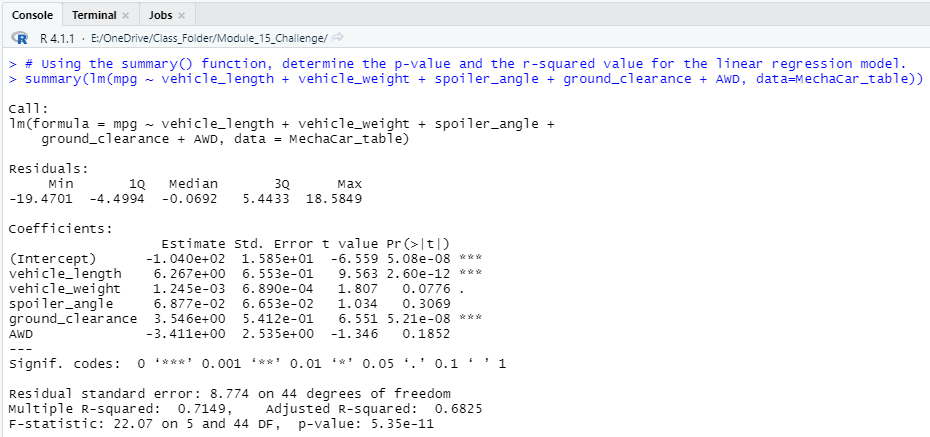 Console Terminal × Jobs ×
R R 4.1.1 · E:/OneDrive/Class_Folder/Module_15_Challenge/
> # Using the summary() function, determine the p-value and the r-squared value for the linear regression model.
> summary(lm(mpg ~ vehicle_length + vehicle_weight + spoiler_angle + ground_clearance + AWD, data=MechaCar_table))

Call:
lm(formula = mpg ~ vehicle_length + vehicle_weight + spoiler_angle +
    ground_clearance + AWD, data = MechaCar_table)

Residuals:
     Min       1Q   Median       3Q      Max
-19.4701  -4.4994  -0.0692   5.4433  18.5849

Coefficients:
                   Estimate Std. Error t value Pr(>|t|)
(Intercept)      -1.040e+02  1.585e+01  -6.559 5.08e-08 ***
vehicle_length    6.267e+00  6.553e-01   9.563 2.60e-12 ***
vehicle_weight    1.245e-03  6.890e-04   1.807   0.0776 .
spoiler_angle     6.877e-02  6.653e-02   1.034   0.3069
ground_clearance  3.546e+00  5.412e-01   6.551 5.21e-08 ***
AWD              -3.411e+00  2.535e+00  -1.346   0.1852
---
Signif. codes:  0 ‘***’ 0.001 ‘**’ 0.01 ‘*’ 0.05 ‘.’ 0.1 ‘ ’ 1

Residual standard error: 8.774 on 44 degrees of freedom
Multiple R-squared:  0.7149,    Adjusted R-squared:  0.6825
F-statistic: 22.07 on 5 and 44 DF,  p-value: 5.35e-11